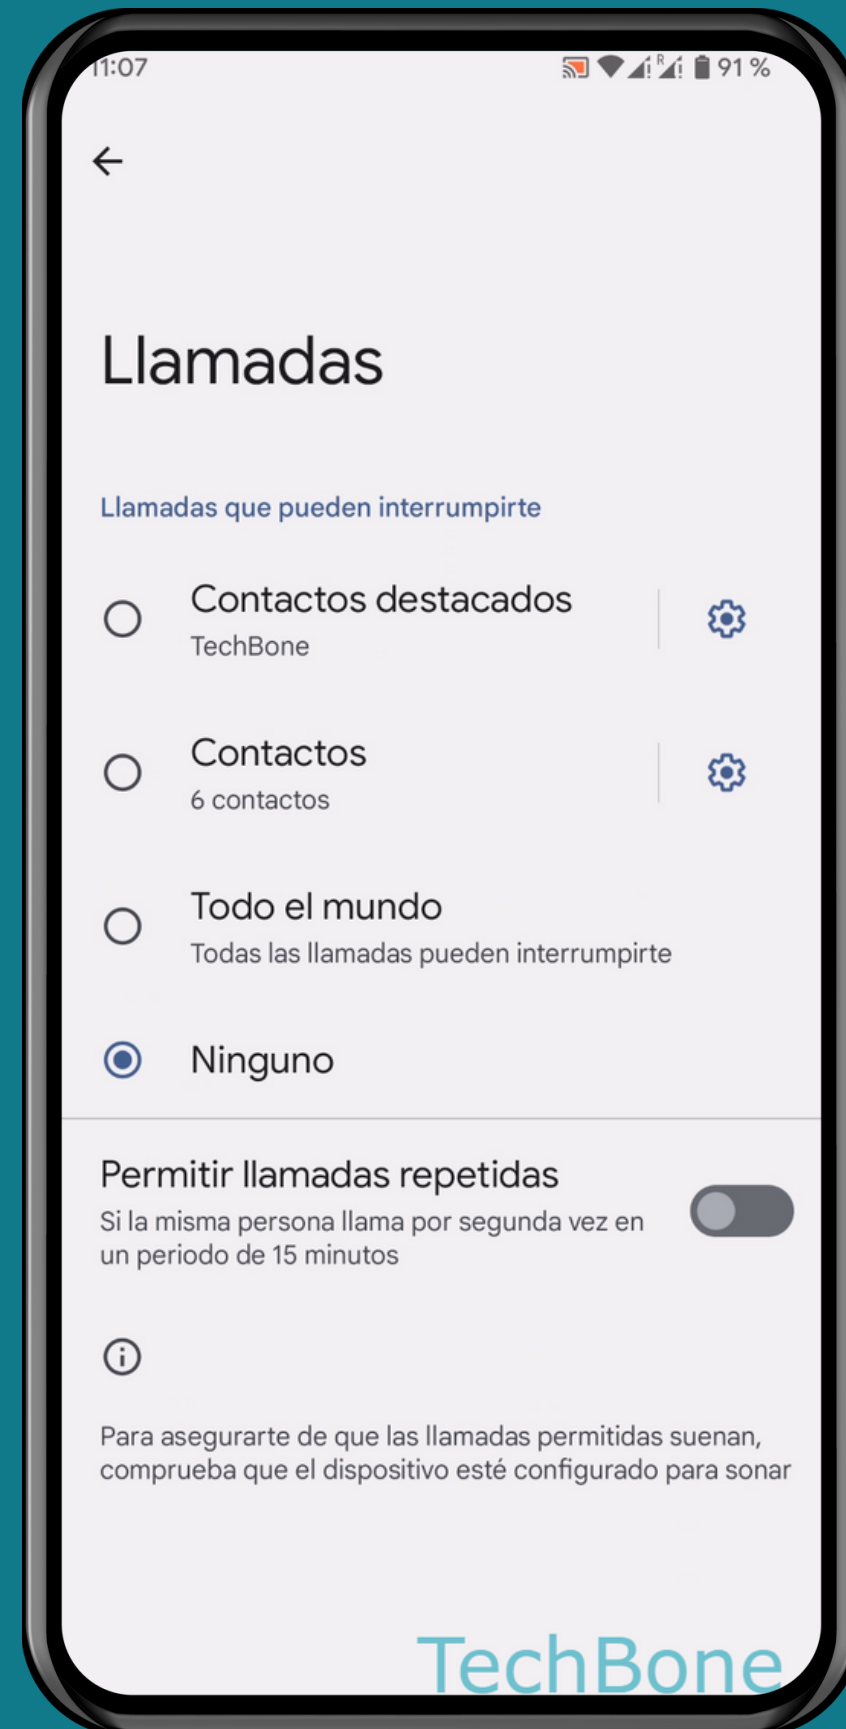 11:07 R 91 %
Llamadas
Llamadas que pueden interrumpirte
Contactos destacados
TechBone
Contactos
6 contactos
Todo el mundo
Todas las llamadas pueden interrumpirte
Ninguno
Permitir llamadas repetidas
Si la misma persona llama por segunda vez en
un periodo de 15 minutos
Para asegurarte de que las llamadas permitidas suenan,
comprueba que el dispositivo esté configurado para sonar
TechBone